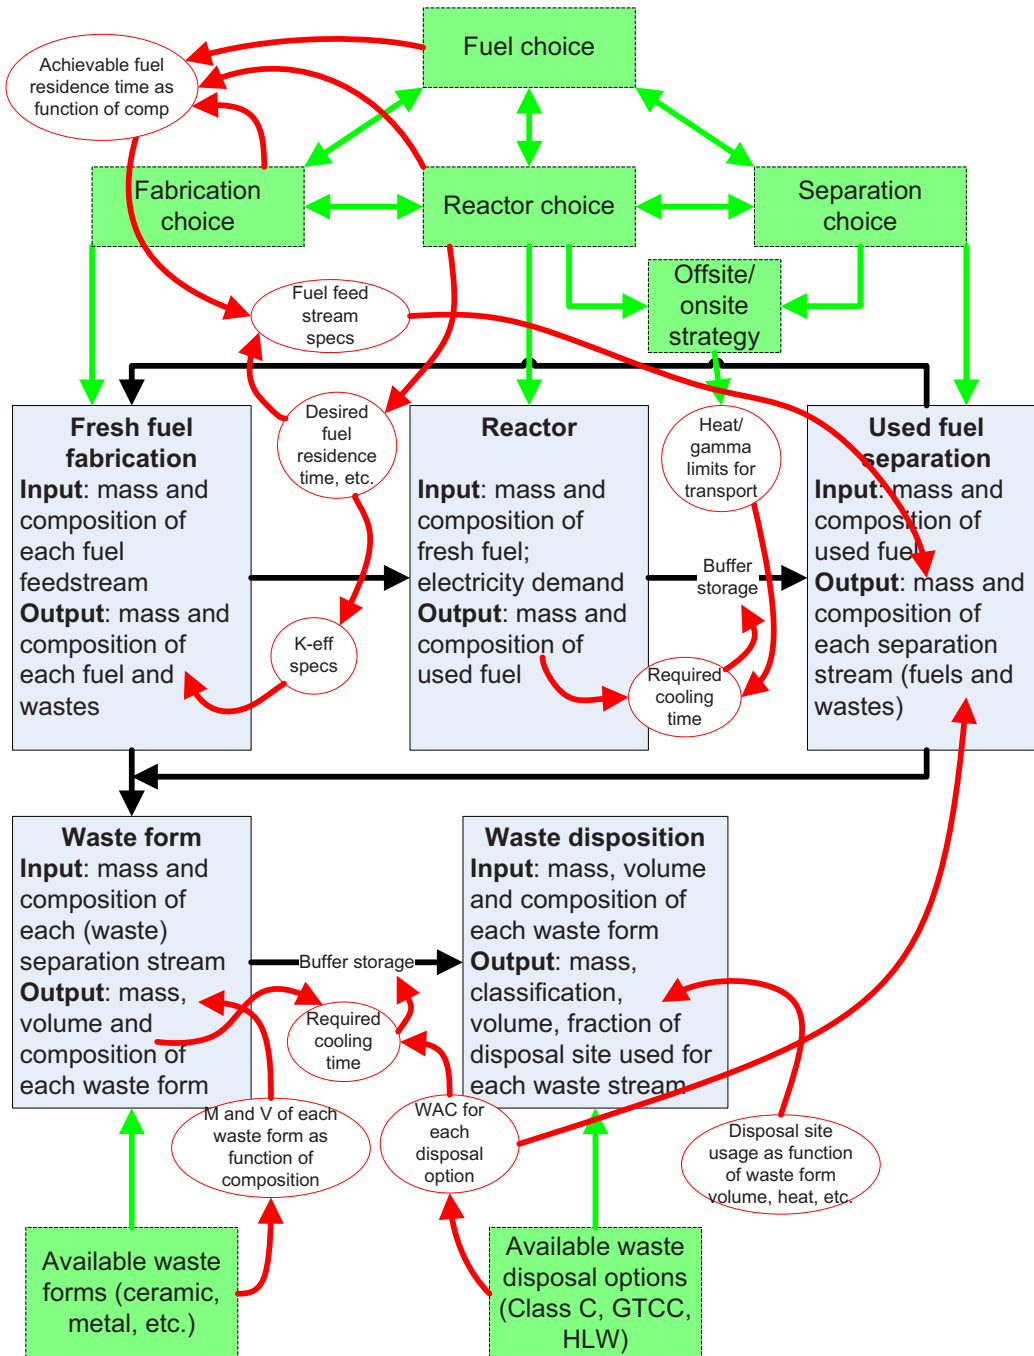 Fuel choice
Achievable fuel
residence time as
function of comp
Fabrication
choice
Reactor choice
Separation
choice
Offsite/
onsite
strategy
Fuel feed
stream
specs
Fresh fuel
fabrication
Input: mass and
composition of
each fuel
feedstream
Output: mass and
composition of
each fuel and
wastes
Desired
fuel
residence
time, etc.
K-eff
specs
Reactor
Input: mass and
composition of
fresh fuel;
electricity demand
Output: mass and
composition of
used fuel
Heat/
gamma
limits for
transport
Buffer
storage
Required
cooling
time
Used fuel
separation
Input: mass and
composition of
used fuel
Output: mass and
composition of
each separation
stream (fuels and
wastes)
Waste form
Input: mass and
composition of
each (waste)
separation stream
Output: mass,
volume and
composition of
each waste form
Buffer storage
Required
cooling
time
Waste disposition
Input: mass, volume
and composition of
each waste form
Output: mass,
classification,
volume, fraction of
disposal site used for
each waste stream
M and V of each
waste form as
function of
composition
WAC for
each
disposal
option
Disposal site
usage as function
of waste form
volume, heat, etc.
Available waste
forms (ceramic,
metal, etc.)
Available waste
disposal options
(Class C, GTCC,
HLW)